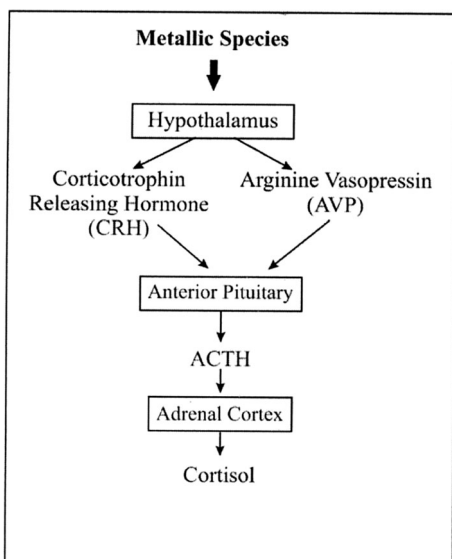 Metallic Species
Hypothalamus
Corticotrophin
Releasing Hormone
(CRH)
Arginine Vasopressin
(AVP)
Anterior Pituitary
ACTH
Adrenal Cortex
Cortisol